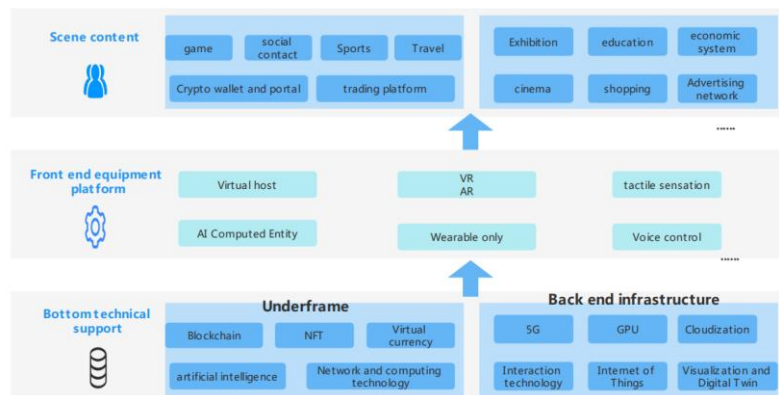 Scene content
game
social
contact
Sports
Travel
Crypto wallet and portal
trading platform
Exhibition
education
economic
system
cinema
shopping
Advertising
network
......
Front end equipment
platform
Virtual host
VR
AR
tactile sensation
AI Computed Entity
Wearable only
Voice control
......
Bottom technical
support
Underframe
Blockchain
NFT
Virtual
currency
artificial intelligence
Network and computing
technology
Back end infrastructure
5G
GPU
Cloudization
Interaction
technology
Internet of
Things
Visualization and
Digital Twin